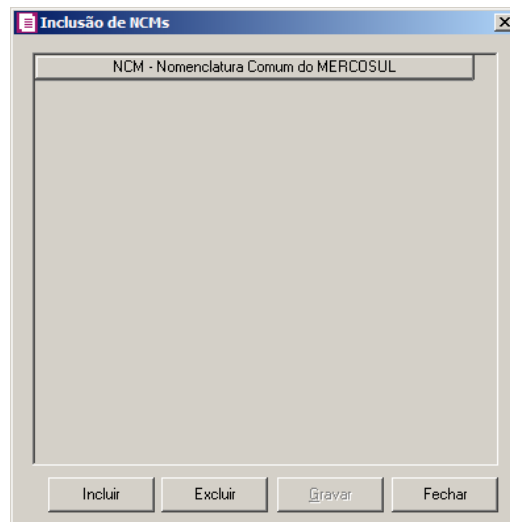 Inclusão de NCMs
NCM - Nomenclatura Comum do MERCOSUL
Incluir Excluir Gravar Fechar